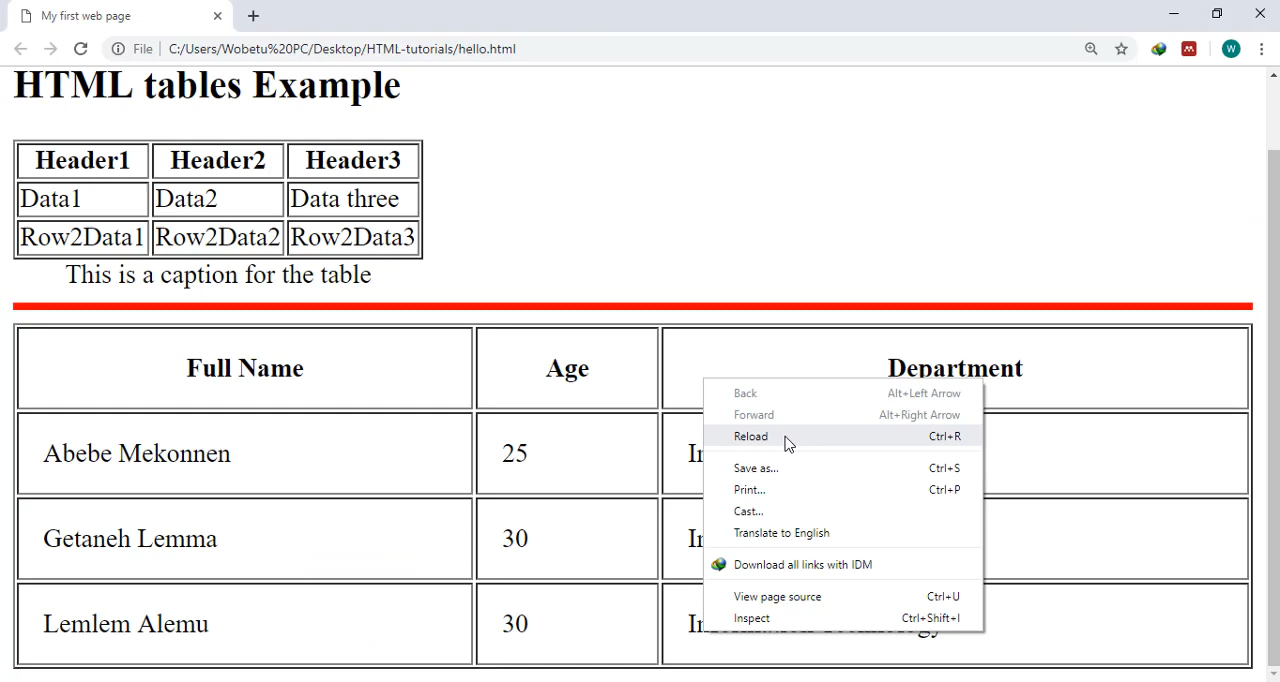 My first web page
File C:/Users/Wobetu%20PC/Desktop/HTML-tutorials/hello.html
W
HTML tables Example
Header1 Header2 Header3
Data1 Data2 Data three
Row2Data1 Row2Data2 Row2Data3
This is a caption for the table
Full Name Age Department
Abebe Mekonnen 25
Getaneh Lemma 30
Lemlem Alemu 30
Back Alt+Left Arrow
Forward Alt+Right Arrow
Reload Ctrl+R
Save as... Ctrl+S
Print... Ctrl+P
Cast...
Translate to English
Download all links with IDM
View page source Ctrl+U
Inspect Ctrl+Shift+I